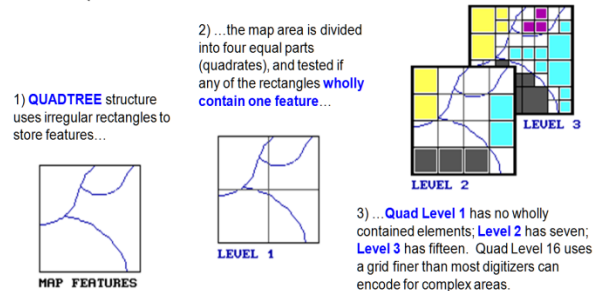 1) QUADTREE structure
uses irregular rectangles to
store features…
MAP FEATURES
2) …the map area is divided
into four equal parts
(quadrates), and tested if
any of the rectangles wholly
contain one feature…
LEVEL 1
LEVEL 3
LEVEL 2
3) …Quad Level 1 has no wholly
contained elements; Level 2 has seven;
Level 3 has fifteen. Quad Level 16 uses
a grid finer than most digitizers can
encode for complex areas.